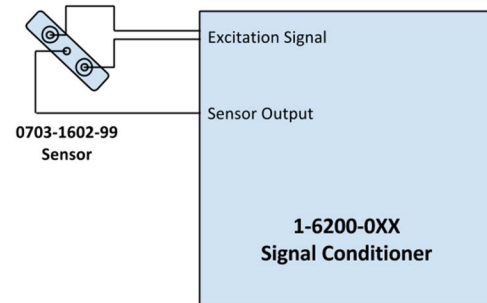 Excitation Signal
Sensor Output
0703-1602-99
Sensor
1-6200-0XX
Signal Conditioner